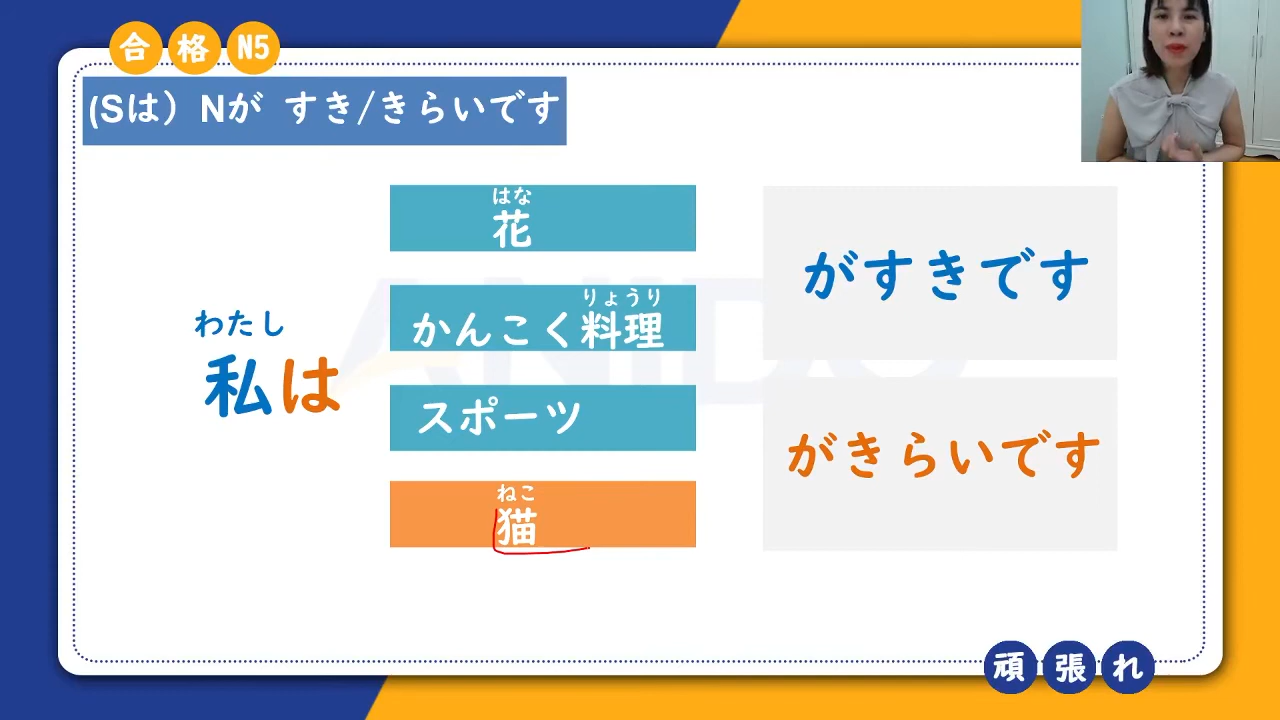 合格N5
(Sは）Nが すき/きらいです
はな
花
りょうり
かんこく料理
スポーツ
ねこ
猫
わたし
私は
がすきです
がきらいです
頑張れ